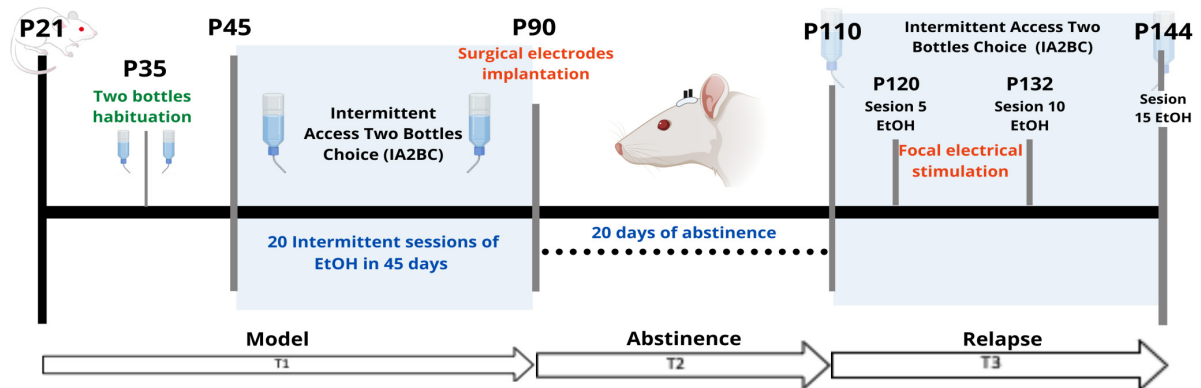 P21
P45
P90
P110
P144
P35
Two bottles
habituation
Intermittent
Access Two Bottles
Choice (IA2BC)
Surgical electrodes
implantation
Intermittent Access Two
Bottles Choice (IA2BC)
P120
Sesion 5
EtOH
P132
Sesion 10
EtOH
Sesion
15 EtOH
Focal electrical
stimulation
20 Intermittent sessions of
EtOH in 45 days
20 days of abstinence
Model
T1
Abstinence
T2
Relapse
T3